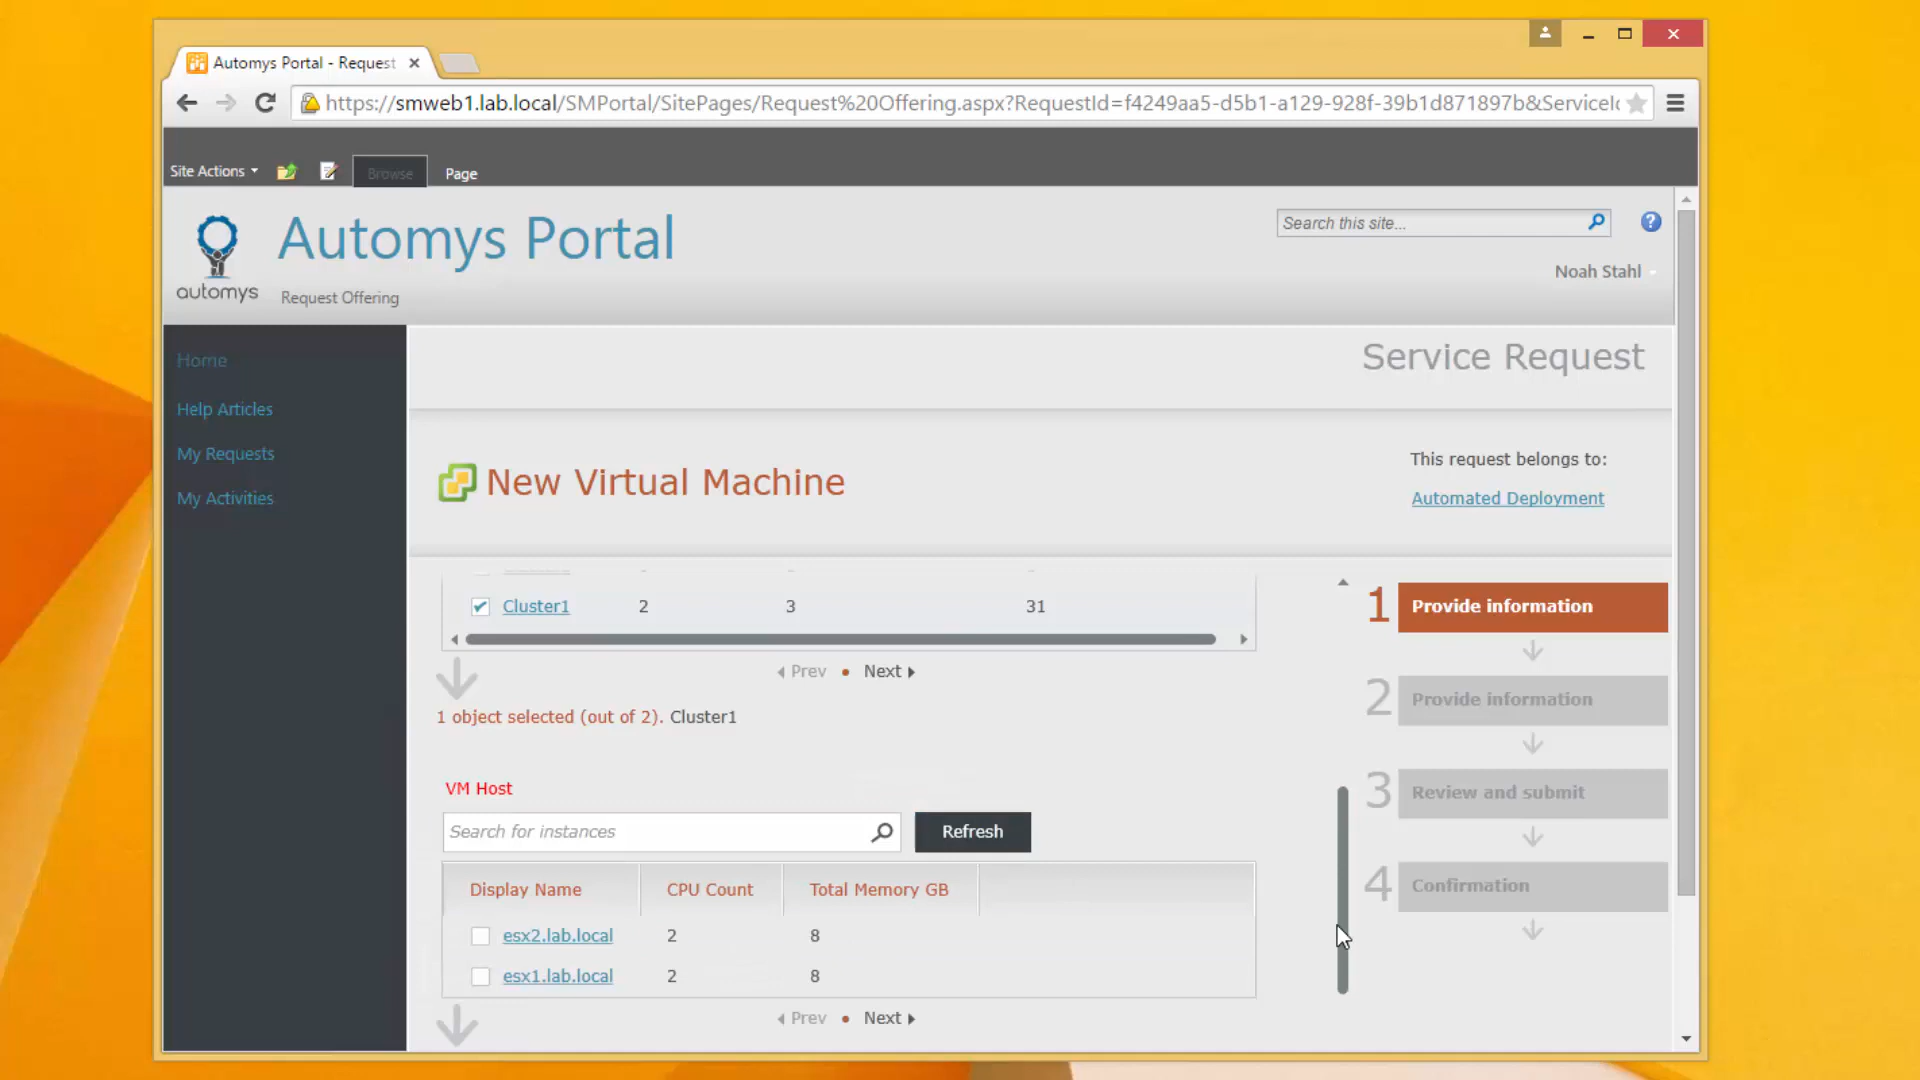 Automys Portal - Request
https://smweb1.lab.local/SMPortal/SitePages/Request%20Offering.aspx?RequestId=f4249aa5-d5b1-a129-928f-39b1d871897b&ServiceId
Site Actions
Browse
Page
automys
Automys Portal
Request Offering
Search this site...
Noah Stahl
Home
Help Articles
My Requests
My Activities
Service Request
New Virtual Machine
This request belongs to:
Automated Deployment
Cluster1 2 3 31
Prev Next
1 object selected (out of 2). Cluster1
VM Host
Search for instances
Refresh
Display Name CPU Count Total Memory GB
esx2.lab.local 2 8
esx1.lab.local 2 8
Prev Next
1 Provide information
2 Provide information
3 Review and submit
4 Confirmation